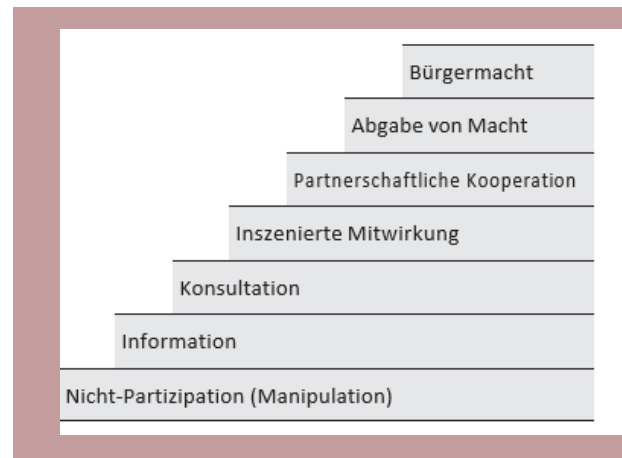 Bürgermacht
Abgabe von Macht
Partnerschaftliche Kooperation
Inszenierte Mitwirkung
Konsultation
Information
Nicht-Partizipation (Manipulation)